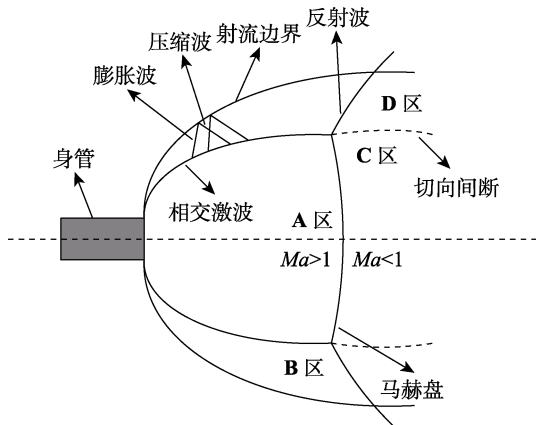 反射波
压缩波
射流边界
膨胀波
D 区
身管
C 区
切向间断
相交激波
A 区
Ma>1
Ma<1
B 区
马赫盘